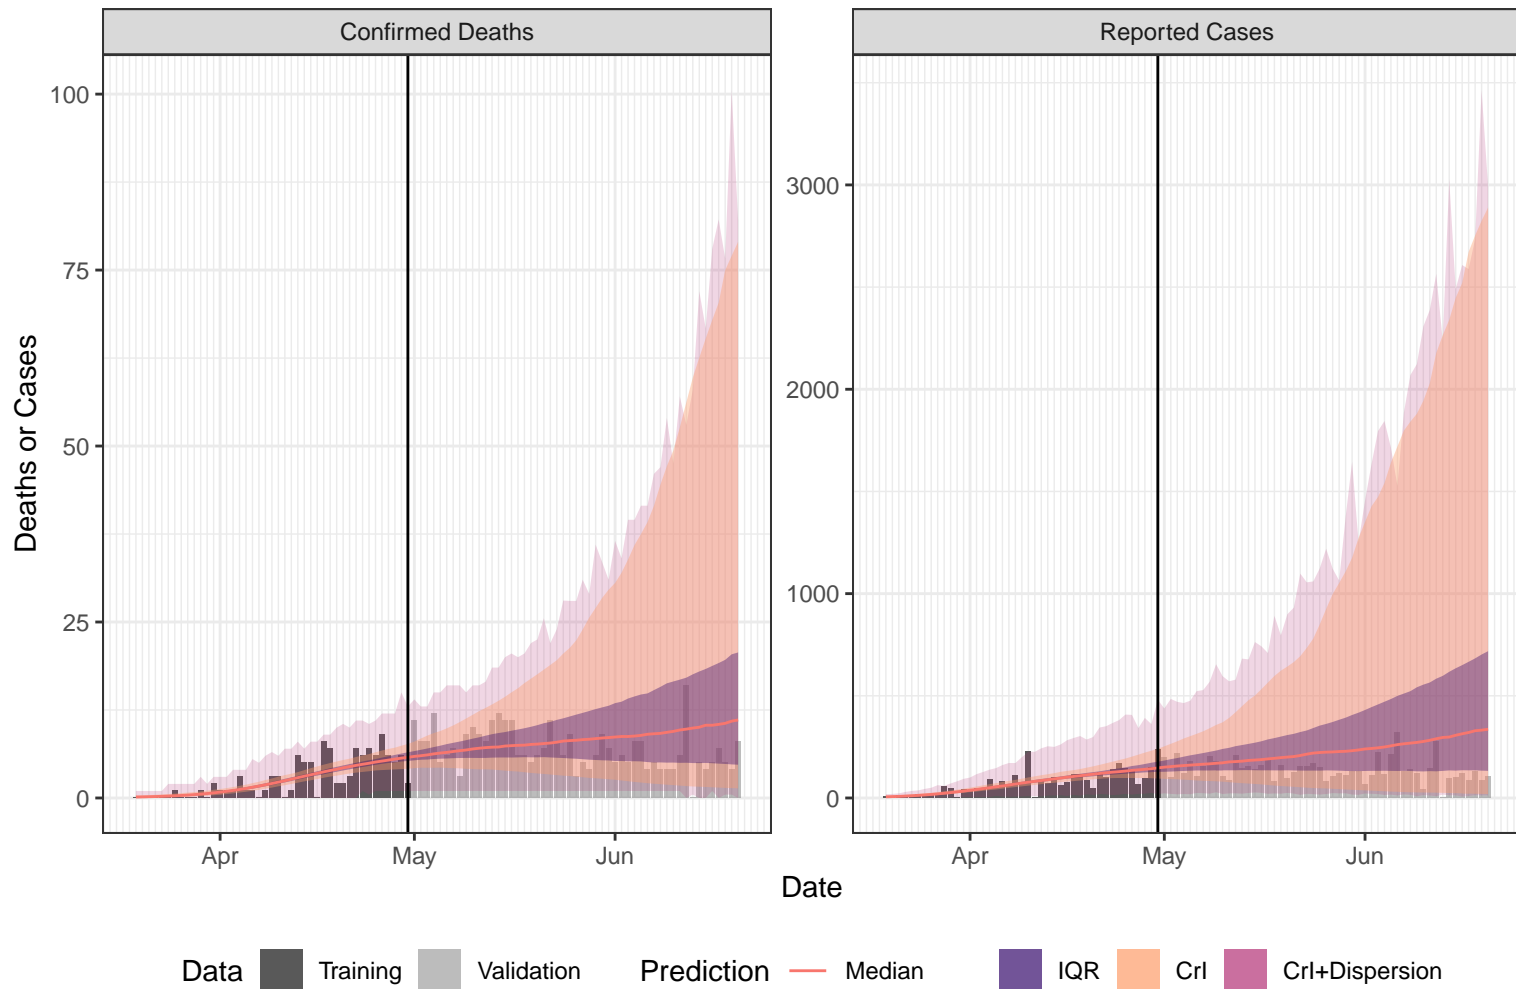 Confirmed Deaths
Reported Cases
Deaths or Cases
100
75
50
25
0
3000
2000
1000
0
Apr
May
Jun
Apr
May
Jun
Date
Data
Training
Validation
Prediction
Median
IQR
CrI
CrI+Dispersion